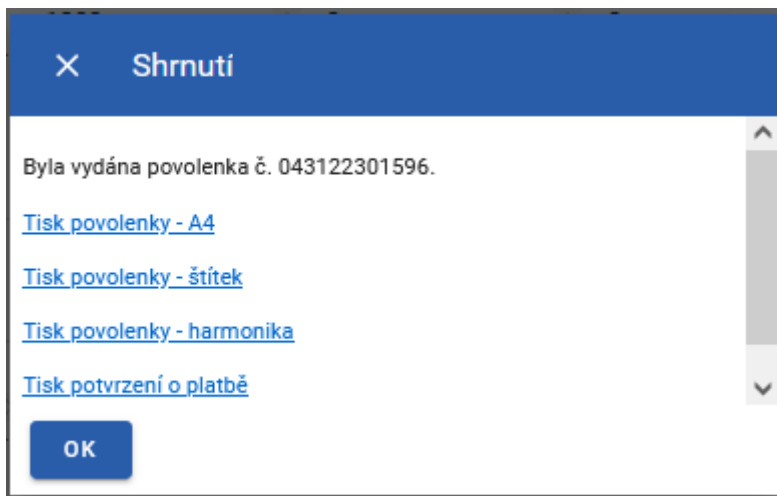 Shrnutí
Byla vydána povolenka č. 043122301596.
Tisk povolenky - A4
Tisk povolenky - štítek
Tisk povolenky - harmonika
Tisk potvrzení o platbě
OK